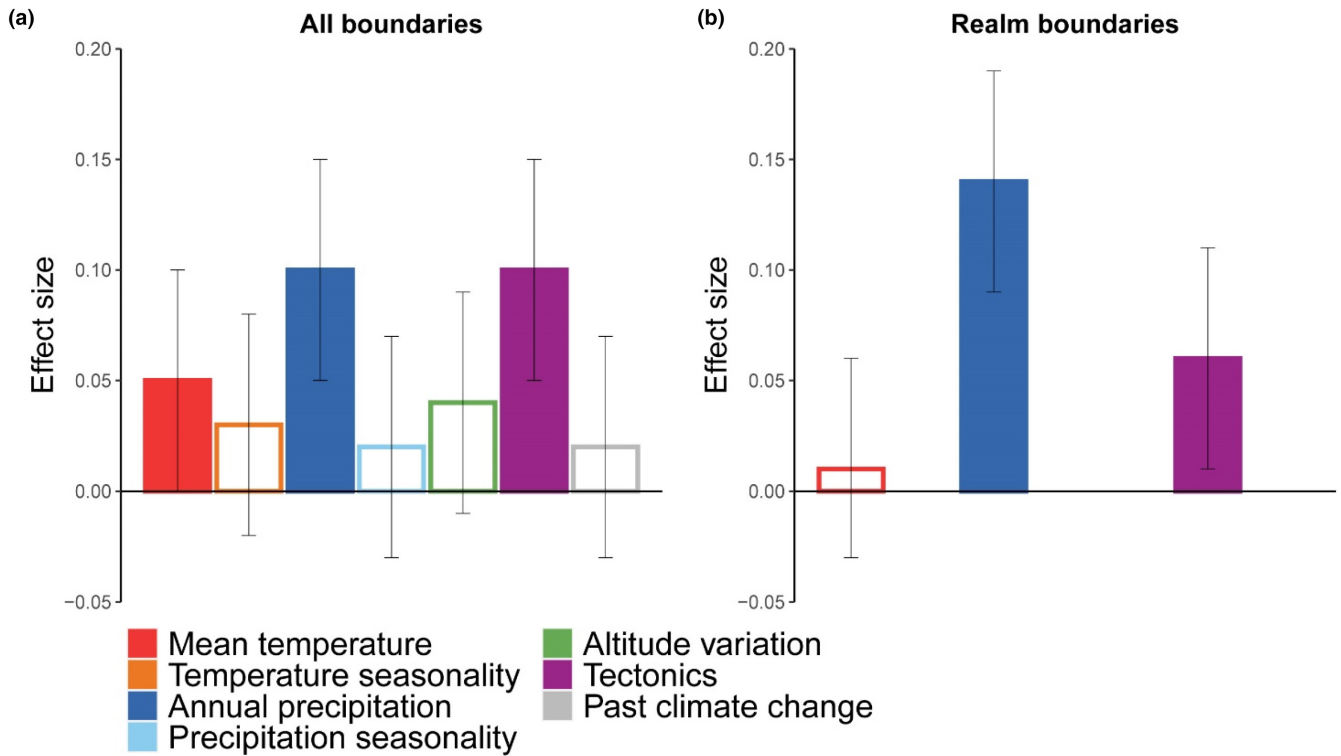 (a)
All boundaries
0.20
0.15
0.10
0.05
0.00
−0.05
Effect size
(b)
Realm boundaries
0.20
0.15
0.10
0.05
0.00
−0.05
Effect size
Mean temperature
Temperature seasonality
Annual precipitation
Precipitation seasonality
Altitude variation
Tectonics
Past climate change